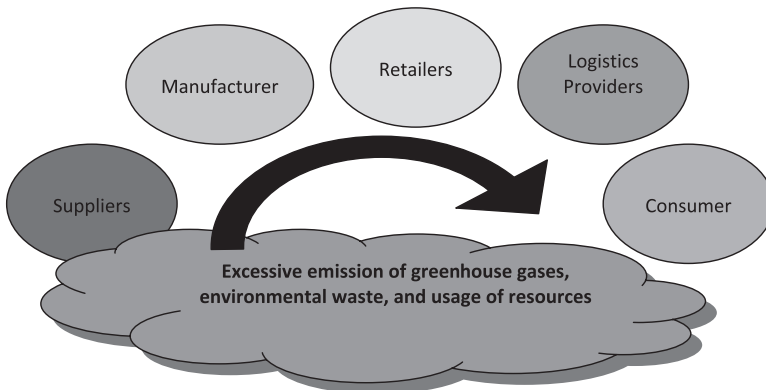 Retailers
Logistics
Providers
Manufacturer
Suppliers
Consumer
Excessive emission of greenhouse gases,
environmental waste, and usage of resources